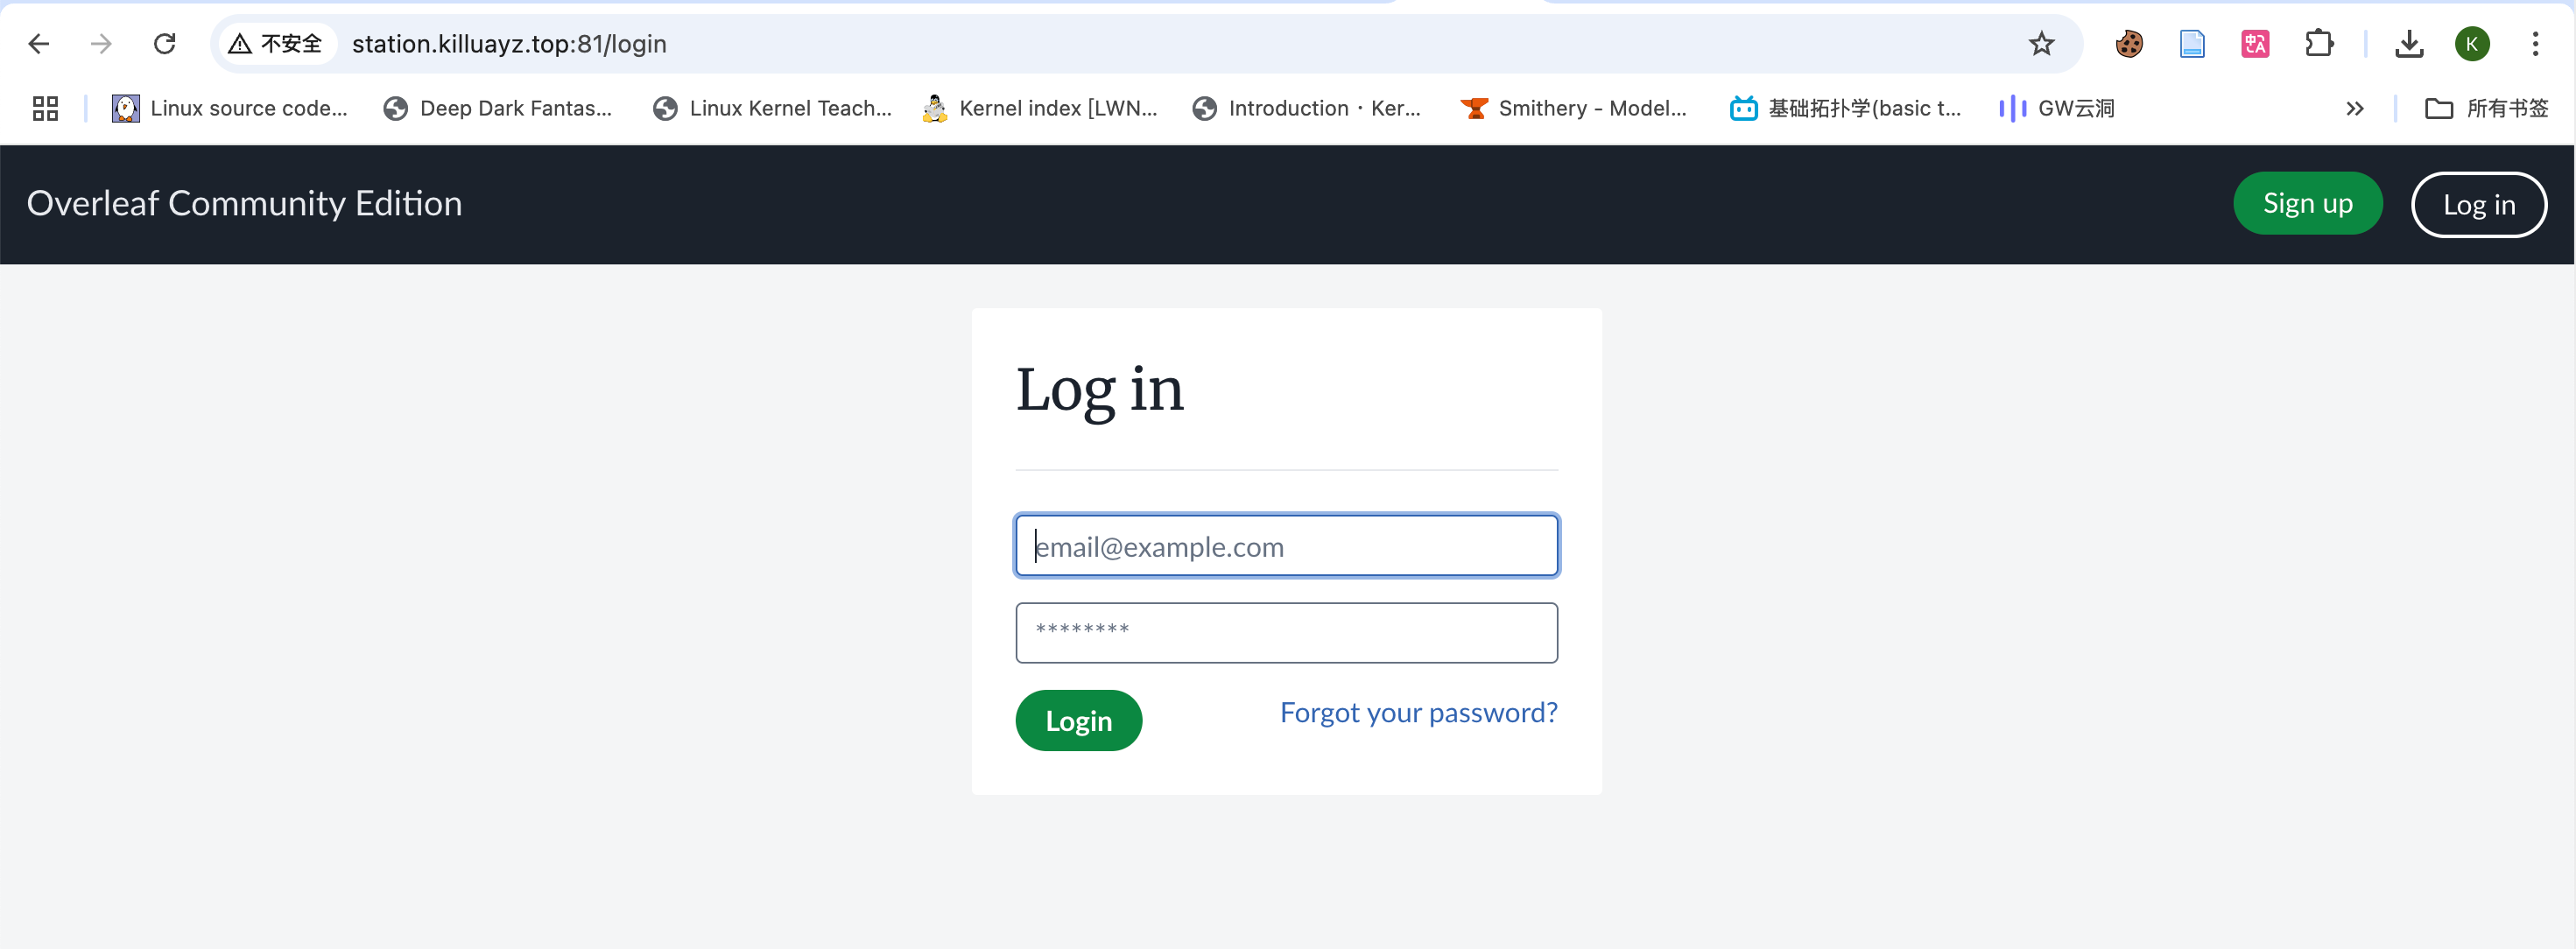 不安全 station.killuayz.top:81/login K
Linux source code... Deep Dark Fantas... Linux Kernel Teach... Kernel index [LWN... Introduction · Ker... Smithery - Model... 基础拓扑学(basic t... GW云洞 所有书签
Overleaf Community Edition Sign up Log in
Log in
email@example.com
********
Login Forgot your password?